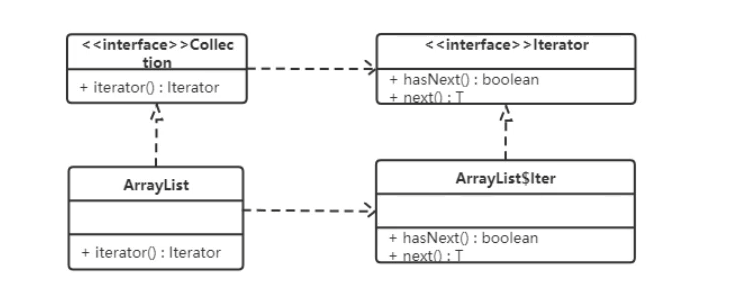 <<interface>>Collec
tion
+ iterator() : Iterator
<<interface>>Iterator
+ hasNext() : boolean
+ next() : T
ArrayList
+ iterator() : Iterator
ArrayList$Iter
+ hasNext() : boolean
+ next() : T